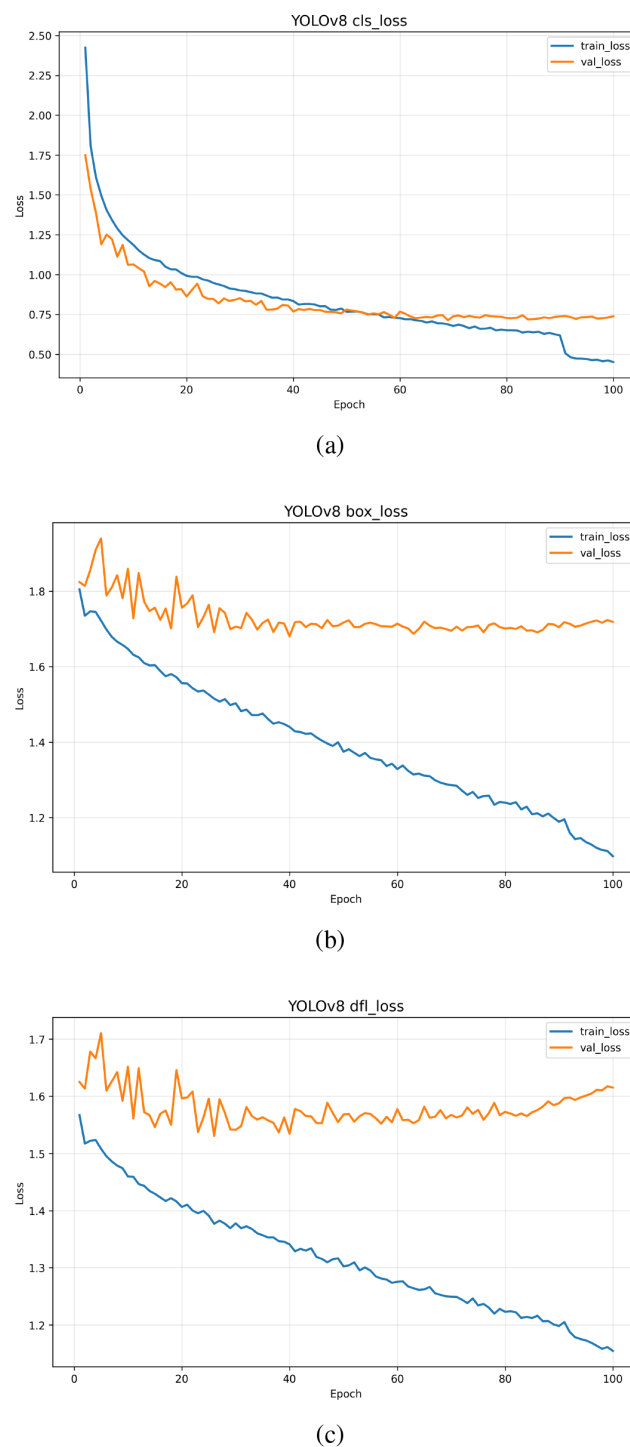 YOLOv8 cls_loss
2.50
2.25
2.00
1.75
1.50
1.25
1.00
0.75
0.50
Loss
train_loss
val_loss
0 20 40 60 80 100
Epoch
(a)
YOLOv8 box_loss
1.8
1.6
1.4
1.2
Loss
train_loss
val_loss
0 20 40 60 80 100
Epoch
(b)
YOLOv8 dfl_loss
1.7
1.6
1.5
1.4
1.3
1.2
Loss
train_loss
val_loss
0 20 40 60 80 100
Epoch
(c)